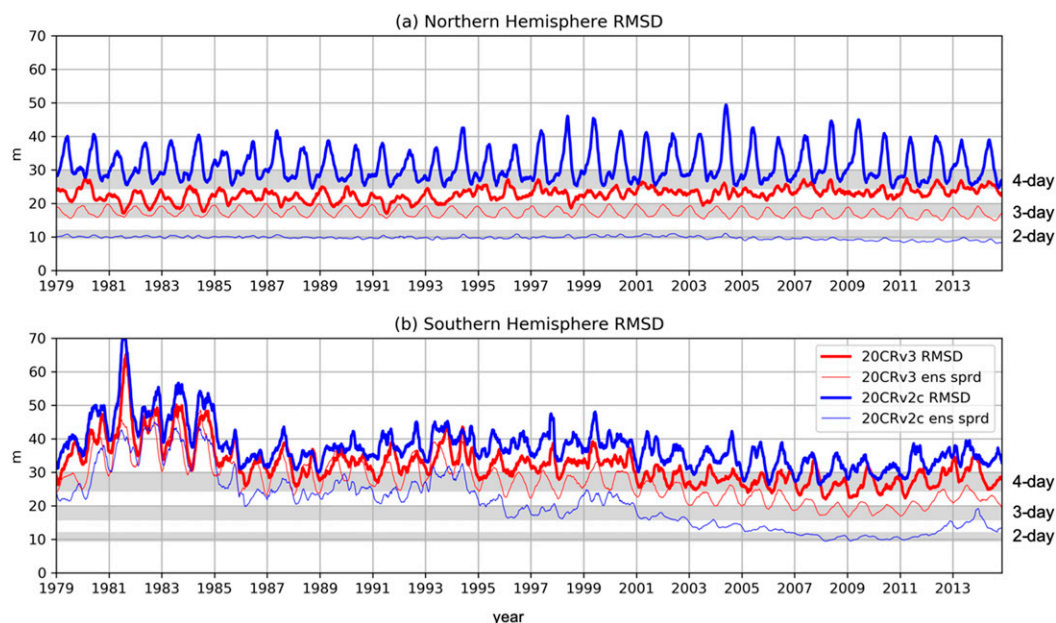 (a) Northern Hemisphere RMSD
70
60
50
40
30
20
10
0
m
4-day
3-day
2-day
1979 1981 1983 1985 1987 1989 1991 1993 1995 1997 1999 2001 2003 2005 2007 2009 2011 2013
(b) Southern Hemisphere RMSD
70
60
50
40
30
20
10
0
m
20CRv3 RMSD
20CRv3 ens sprd
20CRv2c RMSD
20CRv2c ens sprd
4-day
3-day
2-day
1979 1981 1983 1985 1987 1989 1991 1993 1995 1997 1999 2001 2003 2005 2007 2009 2011 2013
year